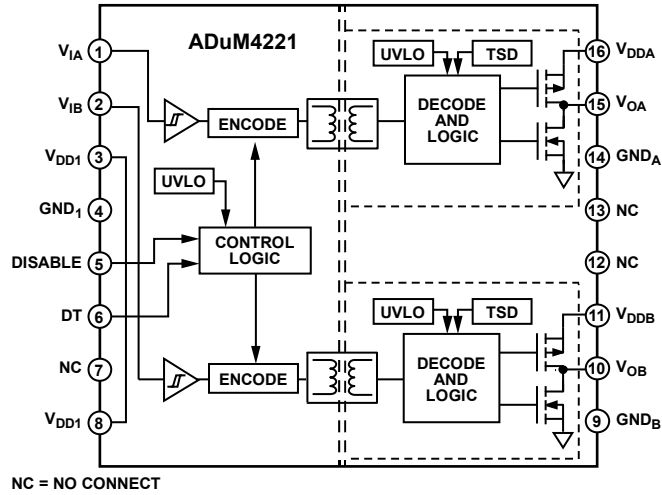 ADuM4221
VIA 1
VIB 2
VDD1 3
GND1 4
DISABLE 5
DT 6
NC 7
VDD1 8
ENCODE
UVLO
CONTROL
LOGIC
ENCODE
UVLO TSD
DECODE
AND
LOGIC
UVLO TSD
DECODE
AND
LOGIC
16 VDDA
15 VOA
14 GNDA
13 NC
12 NC
11 VDDB
10 VOB
9 GNDB
NC = NO CONNECT